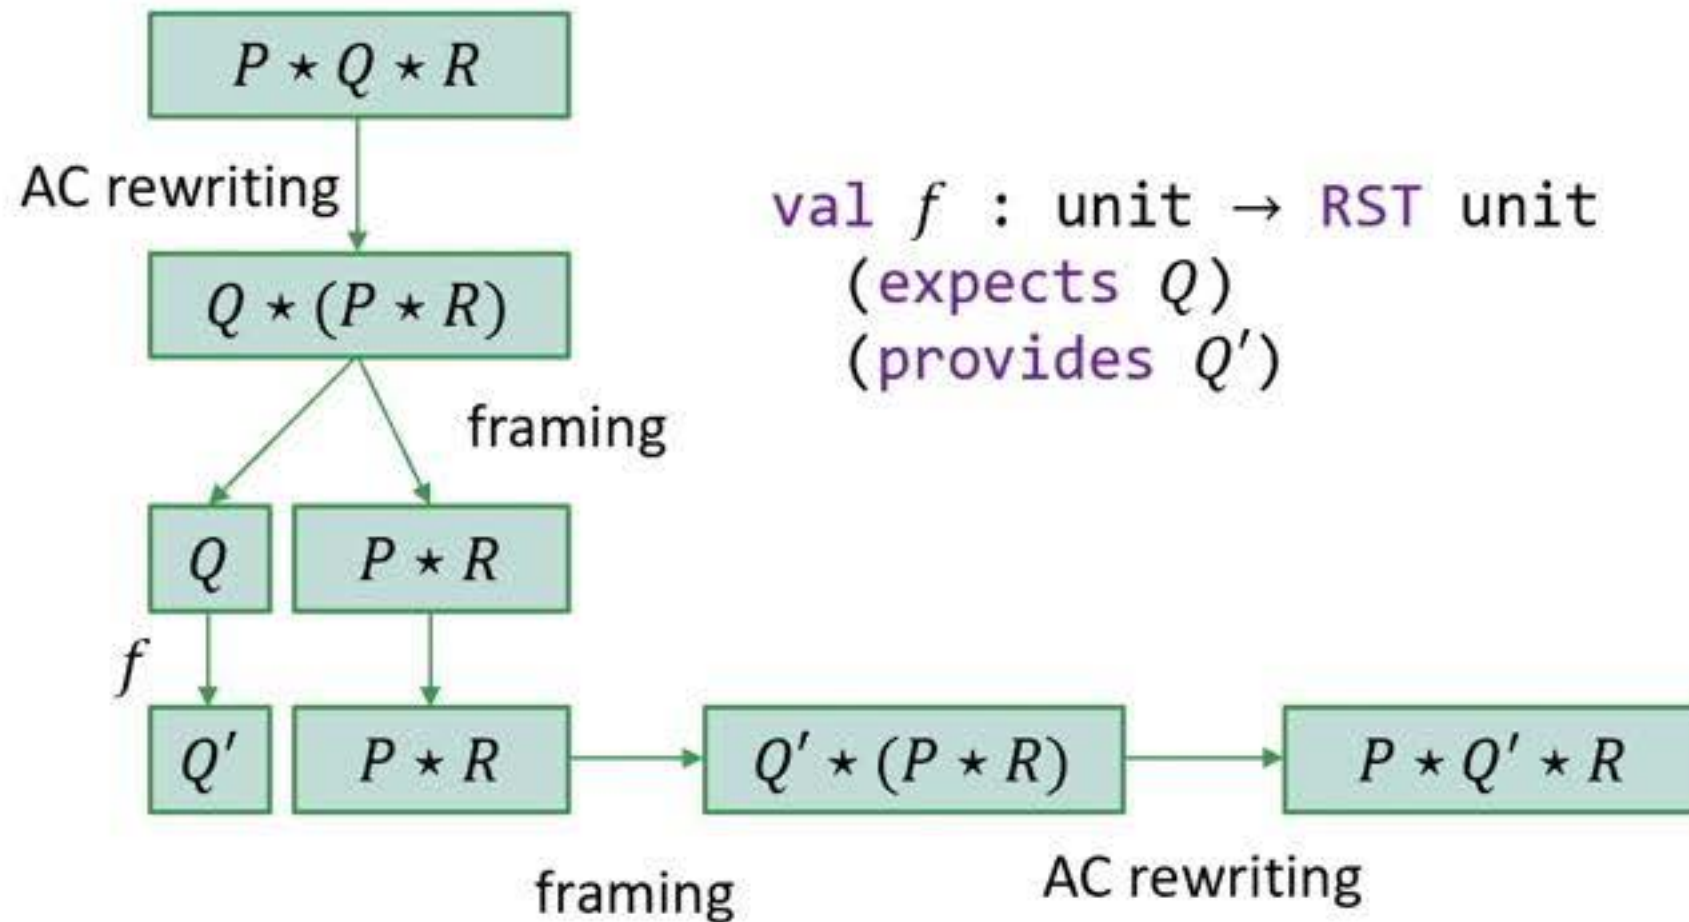 P ⋆ Q ⋆ R
AC rewriting
val f : unit → RST unit
(expects Q)
(provides Q′)
Q ⋆ (P ⋆ R)
framing
Q
P ⋆ R
f
Q′
P ⋆ R
Q′ ⋆ (P ⋆ R)
P ⋆ Q′ ⋆ R
framing
AC rewriting